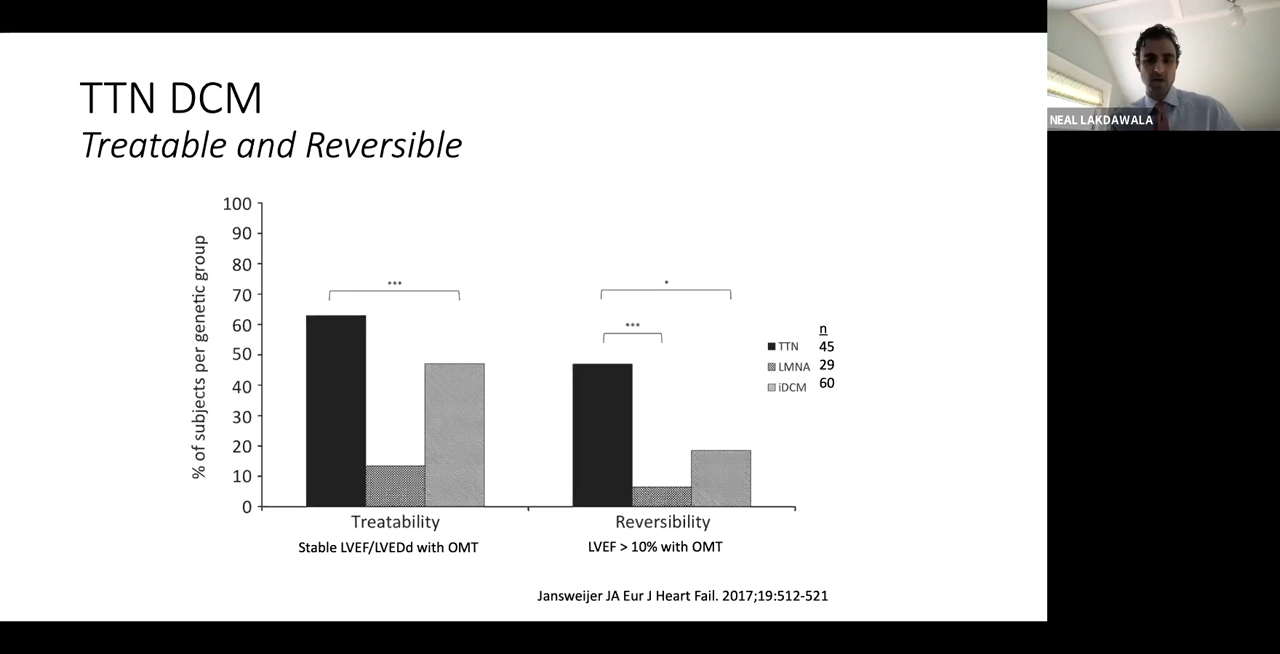 TTN DCM
Treatable and Reversible
NEAL LAKDAWALA
% of subjects per genetic group
100
90
80
70
60
50
40
30
20
10
0
***
*
***
n
TTN 45
LMNA 29
iDCM 60
Treatability
Reversibility
Stable LVEF/LVEDd with OMT
LVEF > 10% with OMT
Jansweijer JA Eur J Heart Fail. 2017;19:512-521